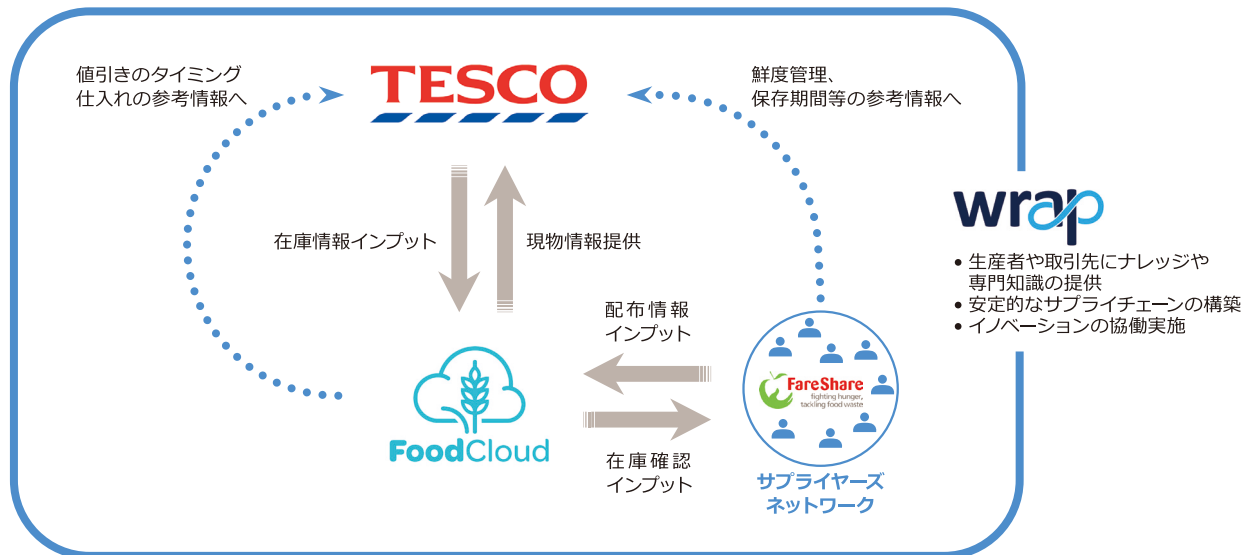 値引きのタイミング
仕入れの参考情報へ
TESCO
鮮度管理、
保存期間等の参考情報へ
wrap
• 生産者や取引先にナレッジや
専門知識の提供
• 安定的なサプライチェーンの構築
• イノベーションの協働実施
在庫情報インプット
現物情報提供
配布情報
インプット
FareShare
fighting hunger,
tackling food waste
FoodCloud
在庫確認
インプット
サプライヤーズ
ネットワーク